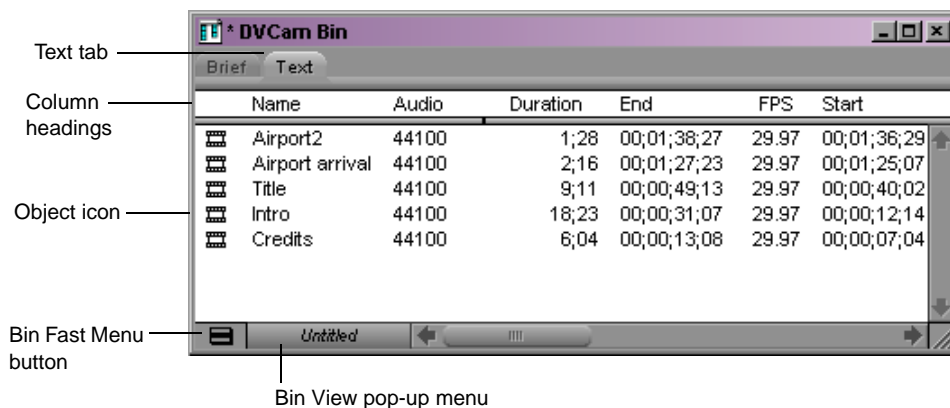 * DVCam Bin
Text tab
Brief Text
Column
headings
Name Audio Duration End FPS Start
Airport2 44100 1;28 00;01;38;27 29.97 00;01;36;29
Airport arrival 44100 2;16 00;01;27;23 29.97 00;01;25;07
Title 44100 9;11 00;00;49;13 29.97 00;00;40;02
Object icon
Intro 44100 18;23 00;00;31;07 29.97 00;00;12;14
Credits 44100 6;04 00;00;13;08 29.97 00;00;07;04
Bin Fast Menu
button
Untitled
Bin View pop-up menu